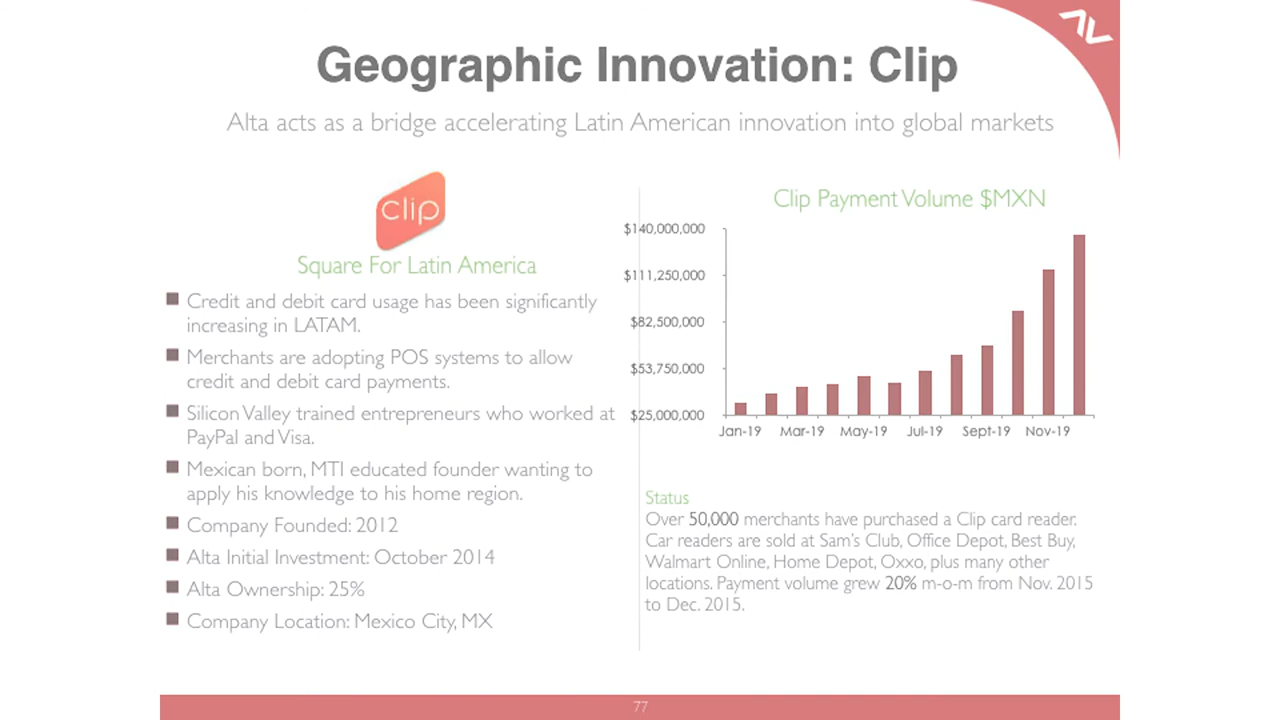 Geographic Innovation: Clip
Alta acts as a bridge accelerating Latin American innovation into global markets
clip
Square For Latin America
Credit and debit card usage has been significantly
increasing in LATAM.
Merchants are adopting POS systems to allow
credit and debit card payments.
Silicon Valley trained entrepreneurs who worked at
PayPal and Visa.
Mexican born, MTI educated founder wanting to
apply his knowledge to his home region.
Company Founded: 2012
Alta Initial Investment: October 2014
Alta Ownership: 25%
Company Location: Mexico City, MX
Clip Payment Volume $MXN
$140,000,000
$111,250,000
$82,500,000
$53,750,000
$25,000,000
Jan-19 Mar-19 May-19 Jul-19 Sept-19 Nov-19
Status
Over 50,000 merchants have purchased a Clip card reader.
Car readers are sold at Sam's Club, Office Depot, Best Buy,
Walmart Online, Home Depot, Oxxo, plus many other
locations. Payment volume grew 20% m-o-m from Nov. 2015
to Dec. 2015.
77